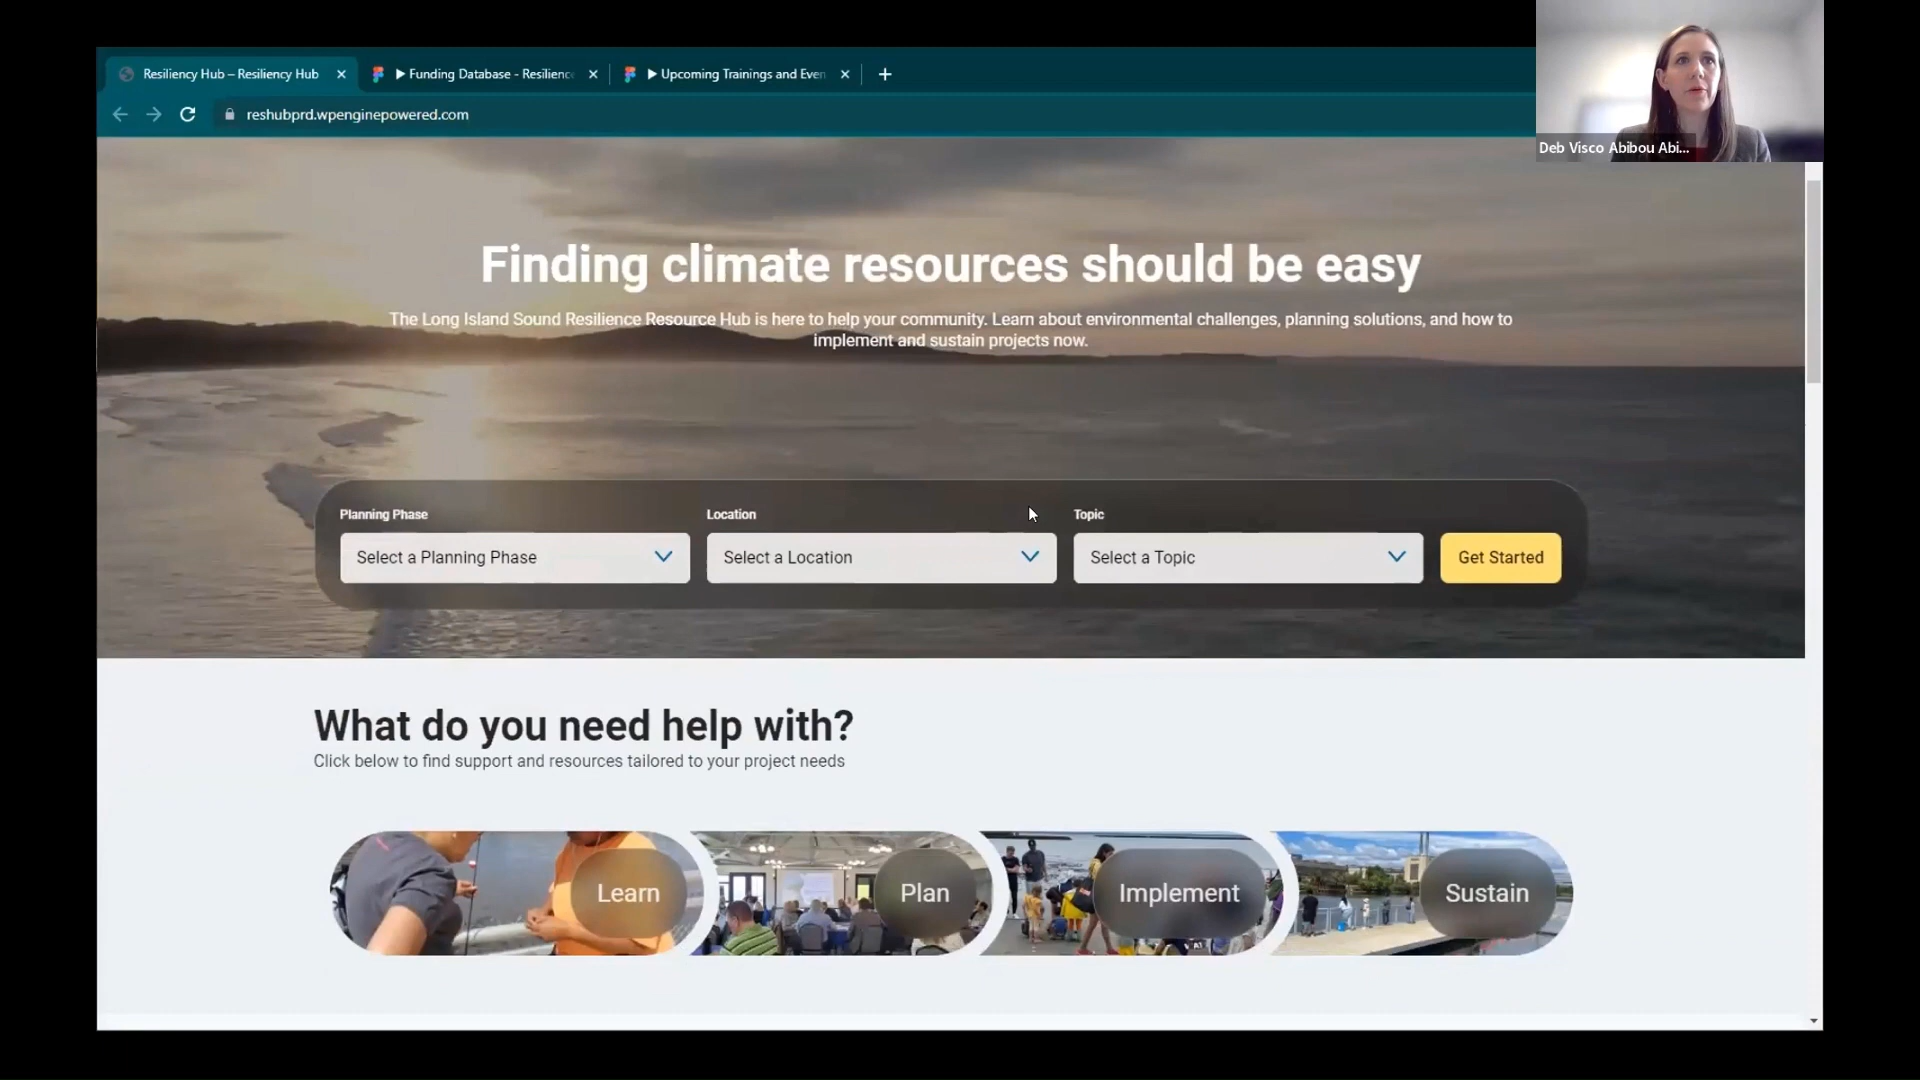 Resiliency Hub – Resiliency Hub
Funding Database - Resilienc
Upcoming Trainings and Even
reshubprd.wpenginepowered.com
Deb Visco Abibou Abi...
Finding climate resources should be easy
The Long Island Sound Resilience Resource Hub is here to help your community. Learn about environmental challenges, planning solutions, and how to
implement and sustain projects now.
Planning Phase
Location
Topic
Select a Planning Phase
Select a Location
Select a Topic
Get Started
What do you need help with?
Click below to find support and resources tailored to your project needs
Learn
Plan
Implement
Sustain